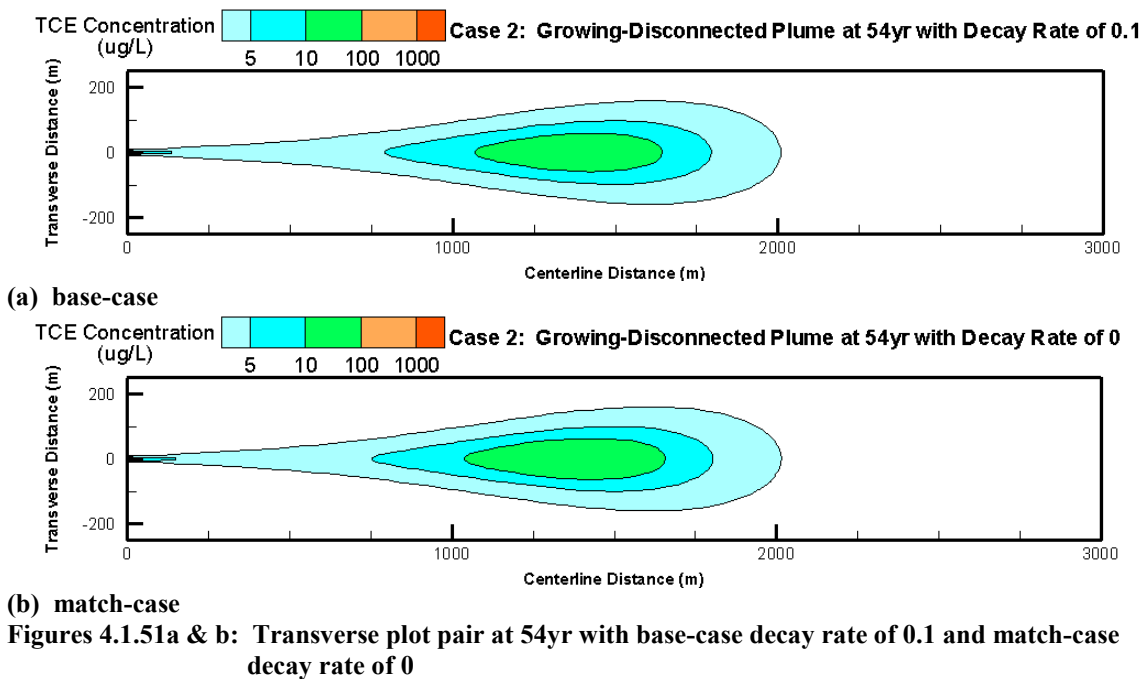 TCE Concentration (ug/L)
5 10 100 1000
Case 2: Growing-Disconnected Plume at 54yr with Decay Rate of 0.1
Transverse Distance (m)
200
0
-200
0 1000 2000 3000
Centerline Distance (m)
(a) base-case
TCE Concentration (ug/L)
5 10 100 1000
Case 2: Growing-Disconnected Plume at 54yr with Decay Rate of 0
Transverse Distance (m)
200
0
-200
0 1000 2000 3000
Centerline Distance (m)
(b) match-case
Figures 4.1.51a & b: Transverse plot pair at 54yr with base-case decay rate of 0.1 and match-case
decay rate of 0